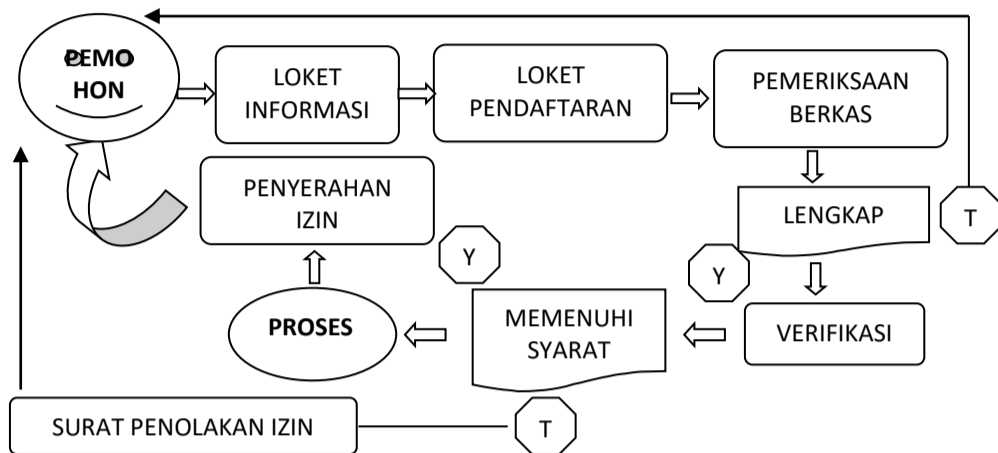 PEMO
HON
LOKET
INFORMASI
LOKET
PENDAFTARAN
PEMERIKSAAN
BERKAS
PENYERAHAN
IZIN
LENGKAP
T
Y
Y
PROSES
MEMENUHI
SYARAT
VERIFIKASI
SURAT PENOLAKAN IZIN
T